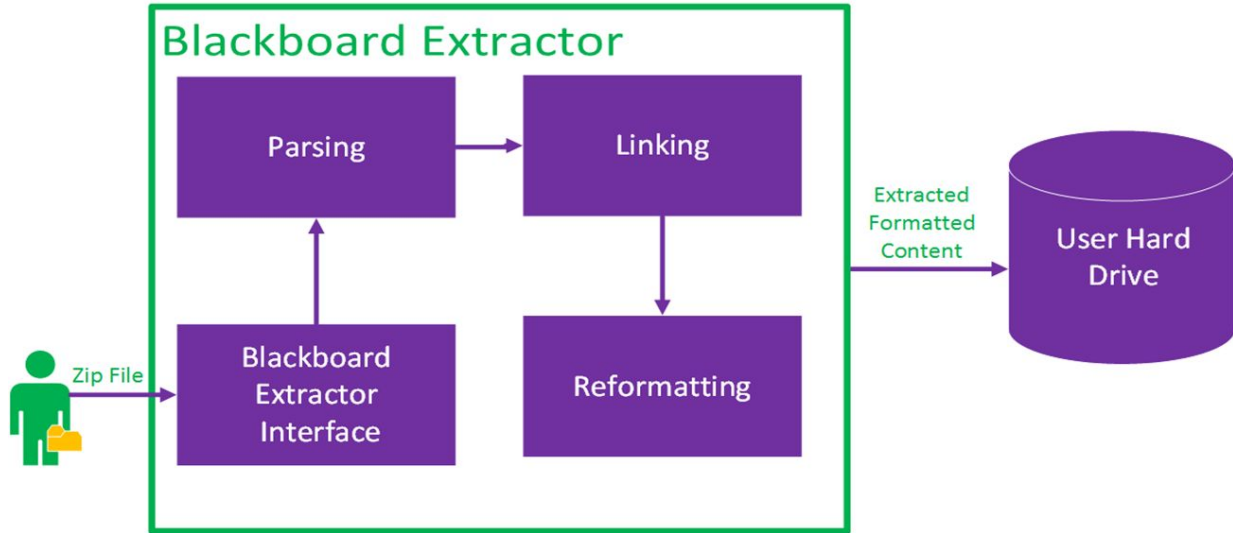 Blackboard Extractor
Parsing
Linking
Extracted
Formatted
Content
User Hard
Drive
Zip File
Blackboard
Extractor
Interface
Reformatting